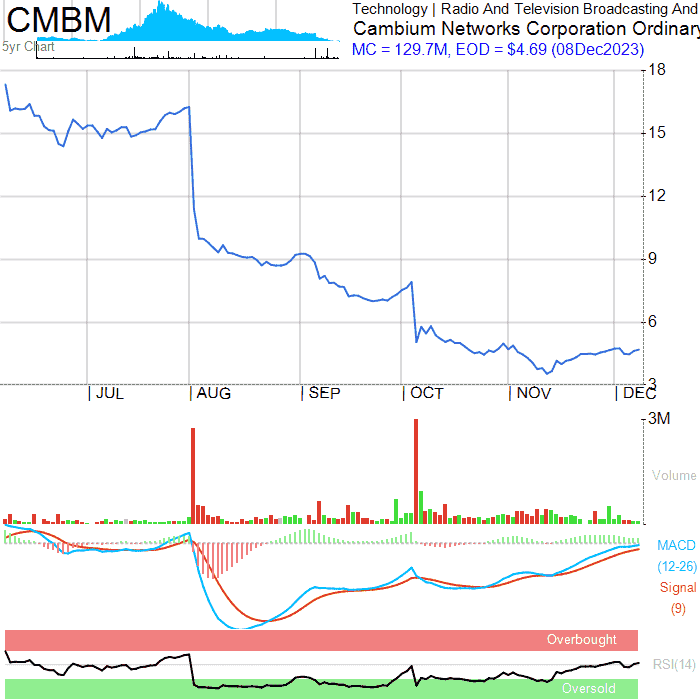 CMBM
5yr Chart
Technology | Radio And Television Broadcasting And
Cambium Networks Corporation Ordinary
MC = 129.7M, EOD = $4.69 (08Dec2023)
18
15
12
9
6
3
JUL AUG SEP OCT NOV DEC
3M
Volume
MACD
(12-26)
Signal
(9)
Overbought
RSI(14)
Oversold